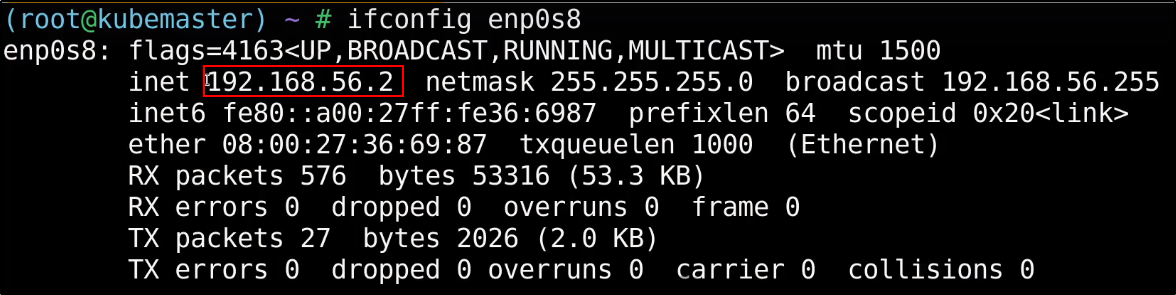 (root@kubemaster) ~ # ifconfig enp0s8
enp0s8: flags=4163<UP,BROADCAST,RUNNING,MULTICAST>  mtu 1500
        inet 192.168.56.2  netmask 255.255.255.0  broadcast 192.168.56.255
        inet6 fe80::a00:27ff:fe36:6987  prefixlen 64  scopeid 0x20<link>
        ether 08:00:27:36:69:87  txqueuelen 1000  (Ethernet)
        RX packets 576  bytes 53316 (53.3 KB)
        RX errors 0  dropped 0  overruns 0  frame 0
        TX packets 27  bytes 2026 (2.0 KB)
        TX errors 0  dropped 0 overruns 0  carrier 0  collisions 0